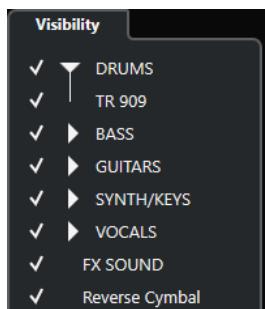 Visibility
DRUMS
TR 909
BASS
GUITARS
SYNTH/KEYS
VOCALS
FX SOUND
Reverse Cymbal